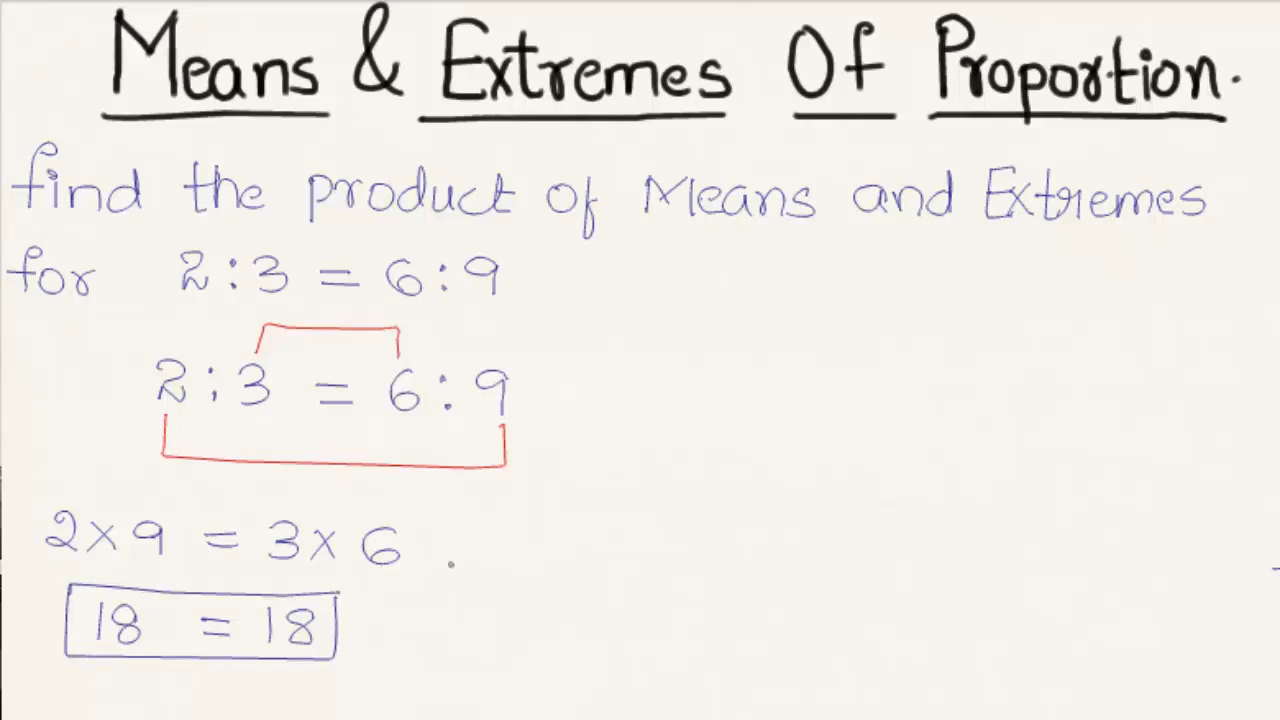 Means & Extremes Of Proportion.
find the product of Means and Extremes
for 2:3 = 6:9
2:3 = 6:9
2×9 = 3×6
18 = 18